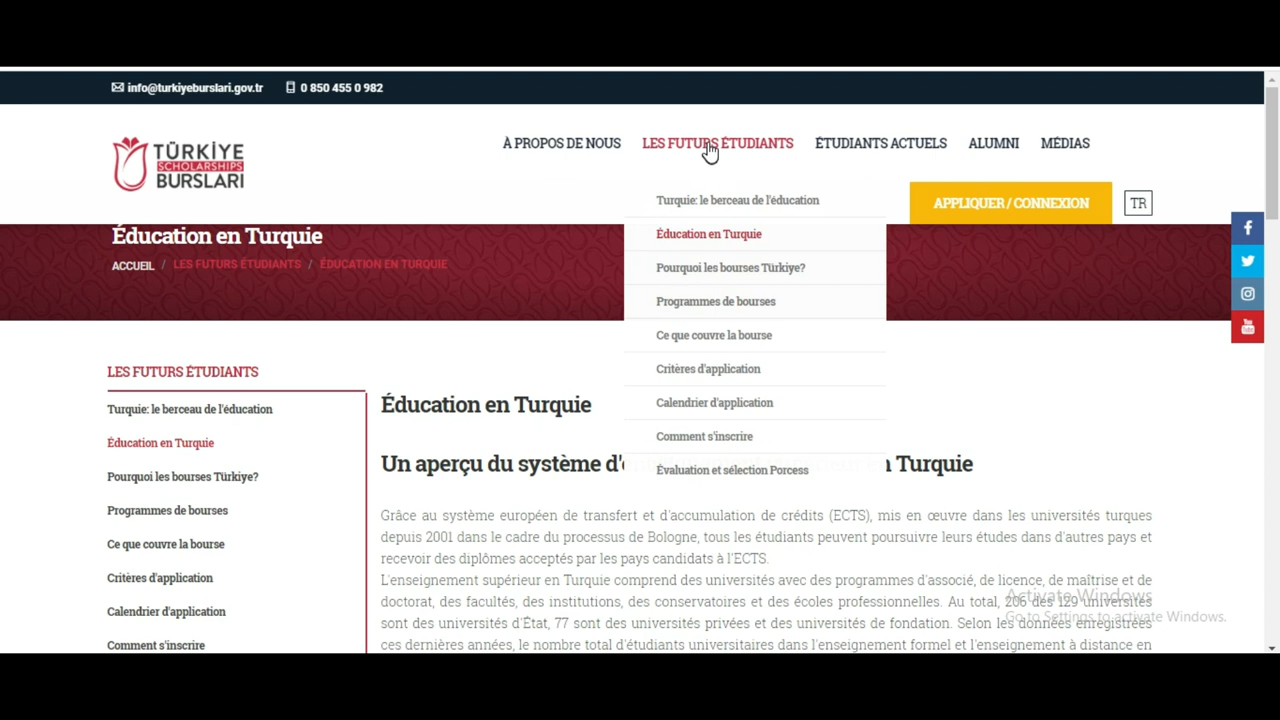 info@turkiyeburslari.gov.tr 0 850 455 0 982
TÜRKİYE
SCHOLARSHIPS
BURSLARI
À PROPOS DE NOUS LES FUTURS ÉTUDIANTS ÉTUDIANTS ACTUELS ALUMNI MÉDIAS
APPLIQUER / CONNEXION TR
Turquie: le berceau de l'éducation
Éducation en Turquie
Pourquoi les bourses Türkiye?
Programmes de bourses
Ce que couvre la bourse
Critères d'application
Calendrier d'application
Comment s'inscrire
Évaluation et sélection Porcess
Éducation en Turquie
ACCUEIL / LES FUTURS ÉTUDIANTS / ÉDUCATION EN TURQUIE
You Tube
LES FUTURS ÉTUDIANTS
Turquie: le berceau de l'éducation
Éducation en Turquie
Pourquoi les bourses Türkiye?
Programmes de bourses
Ce que couvre la bourse
Critères d'application
Calendrier d'application
Comment s'inscrire
Éducation en Turquie
Un aperçu du système d' en Turquie
Grâce au système européen de transfert et d'accumulation de crédits (ECTS), mis en œuvre dans les universités turques
depuis 2001 dans le cadre du processus de Bologne, tous les étudiants peuvent poursuivre leurs études dans d'autres pays et
recevoir des diplômes acceptés par les pays candidats à l'ECTS.
L'enseignement supérieur en Turquie comprend des universités avec des programmes d'associé, de licence, de maîtrise et de
doctorat, des facultés, des institutions, des conservatoires et des écoles professionnelles. Au total, 206 des 129 universités
sont des universités d'État, 77 sont des universités privées et des universités de fondation. Selon les données enregistrées
ces dernières années, le nombre total d'étudiants universitaires dans l'enseignement formel et l'enseignement à distance en
Activate Windows
Go to Settings to activate Windows.